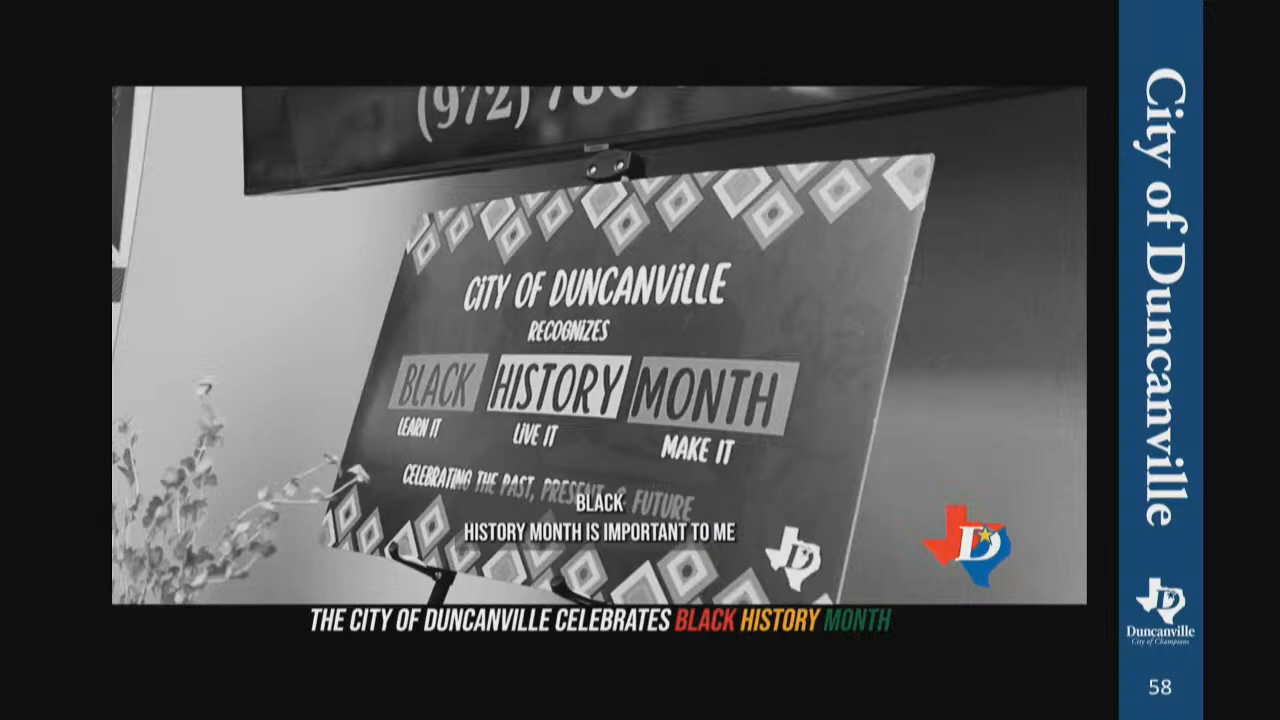 (972)
CiTY OF DUNCANViLLE
RECOGNiZES
BLACK HISTORY MONTH
LEARN IT LiVE IT MAKE IT
CELEBRATING THE PAST, PRESENT & FUTURE
BLACK
HISTORY MONTH IS IMPORTANT TO ME
D
D
THE CITY OF DUNCANVILLE CELEBRATES BLACK HISTORY MONTH
City of Duncanville
D
Duncanville
City of Champions
58